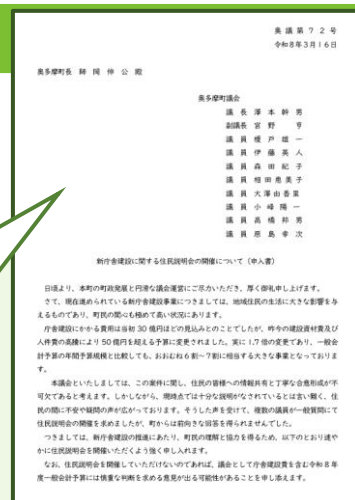 奥議第72号
令和8年3月16日
奥多摩町長 師岡伸公 殿
奥多摩町議会
議長 澤本幹男
副議長 宮野 亨
議員 榎戸雄一
議員 伊藤英人
議員 森田紀子
議員 相田恵美子
議員 大澤由香里
議員 小峰陽一
議員 高橋邦男
議員 原島幸次
新庁舎建設に関する住民説明会の開催について（申入書）
日頃より、本町の町政発展と円滑な議会運営にご尽力いただき、厚く御礼申し上げます。
さて、現在進められている新庁舎建設事業につきましては、地域住民の生活に大きな影響を与
えるものであり、町民の関心も極めて高い状況にあります。
庁舎建設にかかる費用は当初30億円ほどの見込みとのことでしたが、昨今の建設資材費及び
人件費の高騰により50億円を超える予算に変更されました。実に1.7倍の変更であり、一般会
計予算の年間予算規模と比較しても、おおむね6割~7割に相当する大きな事業となっておりま
す。
本議会といたしましては、この案件に関し、住民の皆様への情報共有と丁寧な合意形成が不
可欠であると考えます。しかしながら、現時点では十分な説明がなされているとは言い難く、住
民の間に不安や疑問の声が広がっております。そうした声を受けて、複数の議員が一般質問にて
住民説明会の開催を求めましたが、町からは前向きな回答を得られませんでした。
つきましては、新庁舎建設の推進にあたり、町民の理解と協力を得るため、以下のとおり速や
かに住民説明会を開催いただくよう強く申し入れます。
なお、住民説明会を開催していただけないのであれば、議会として庁舎建設費を含む令和8年
度一般会計予算には慎重な判断を求める意見が出る可能性があることを申し添えます。